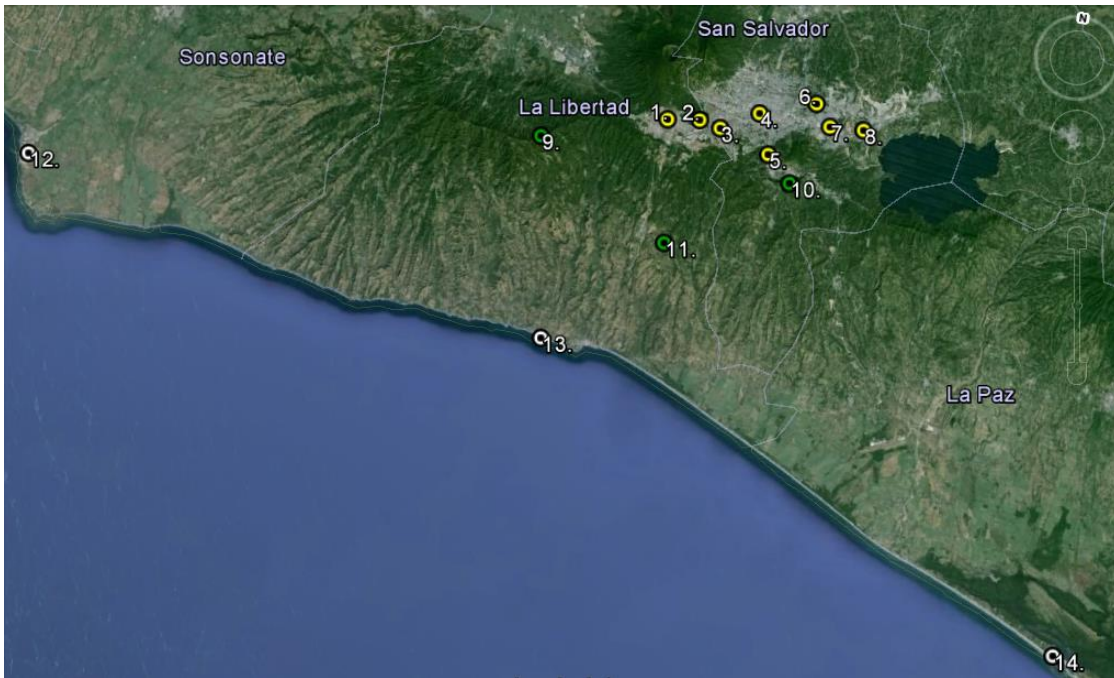 N
San Salvador
Sonsonate
La Libertad
1.
2.
3.
4.
5.
6.
7.
8.
9.
10.
11.
12.
13.
La Paz
14.